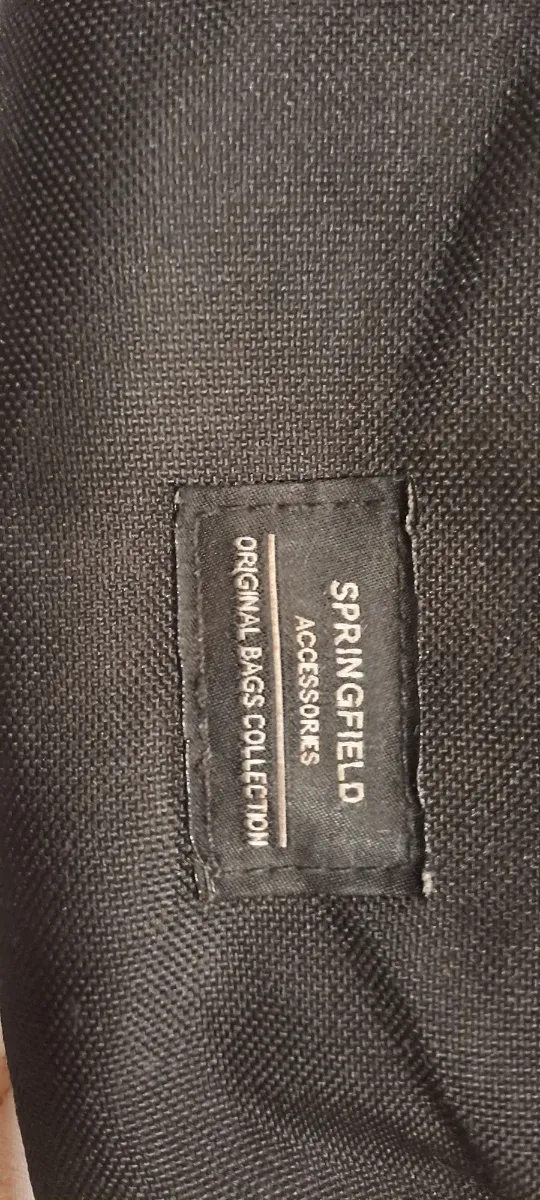 SPRINGFIELD
ACCESSORIES
ORIGINAL BAGS COLLECTION